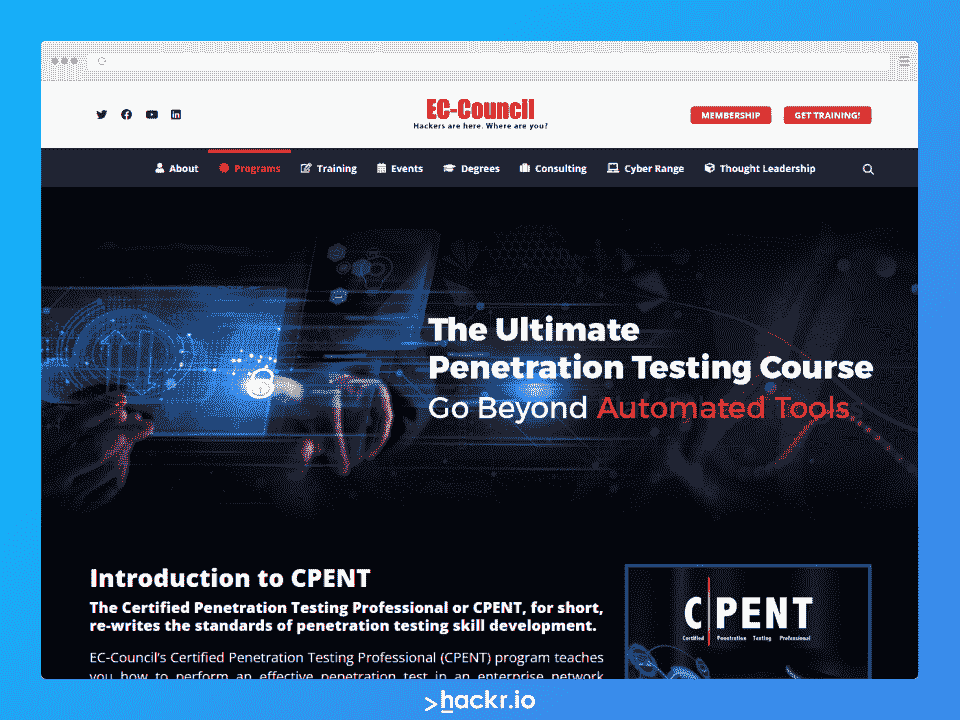 EC-Council
Hackers are here. Where are you?
MEMBERSHIP
GET TRAINING!
About
Programs
Training
Events
Degrees
Consulting
Cyber Range
Thought Leadership
The Ultimate
Penetration Testing Course
Go Beyond Automated Tools
Introduction to CPENT
The Certified Penetration Testing Professional or CPENT, for short,
re-writes the standards of penetration testing skill development.
EC-Council's Certified Penetration Testing Professional (CPENT) program teaches
you how to perform an effective penetration test in an enterprise network
C|PENT
Certified Penetration Testing Professional
>hackr.io